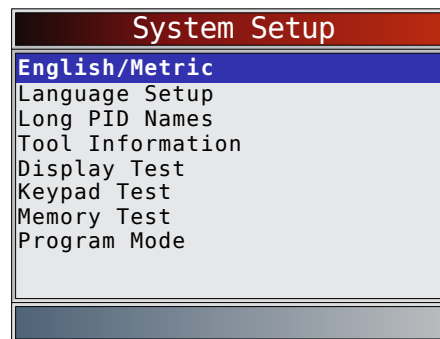 System Setup
English/Metric
Language Setup
Long PID Names
Tool Information
Display Test
Keypad Test
Memory Test
Program Mode